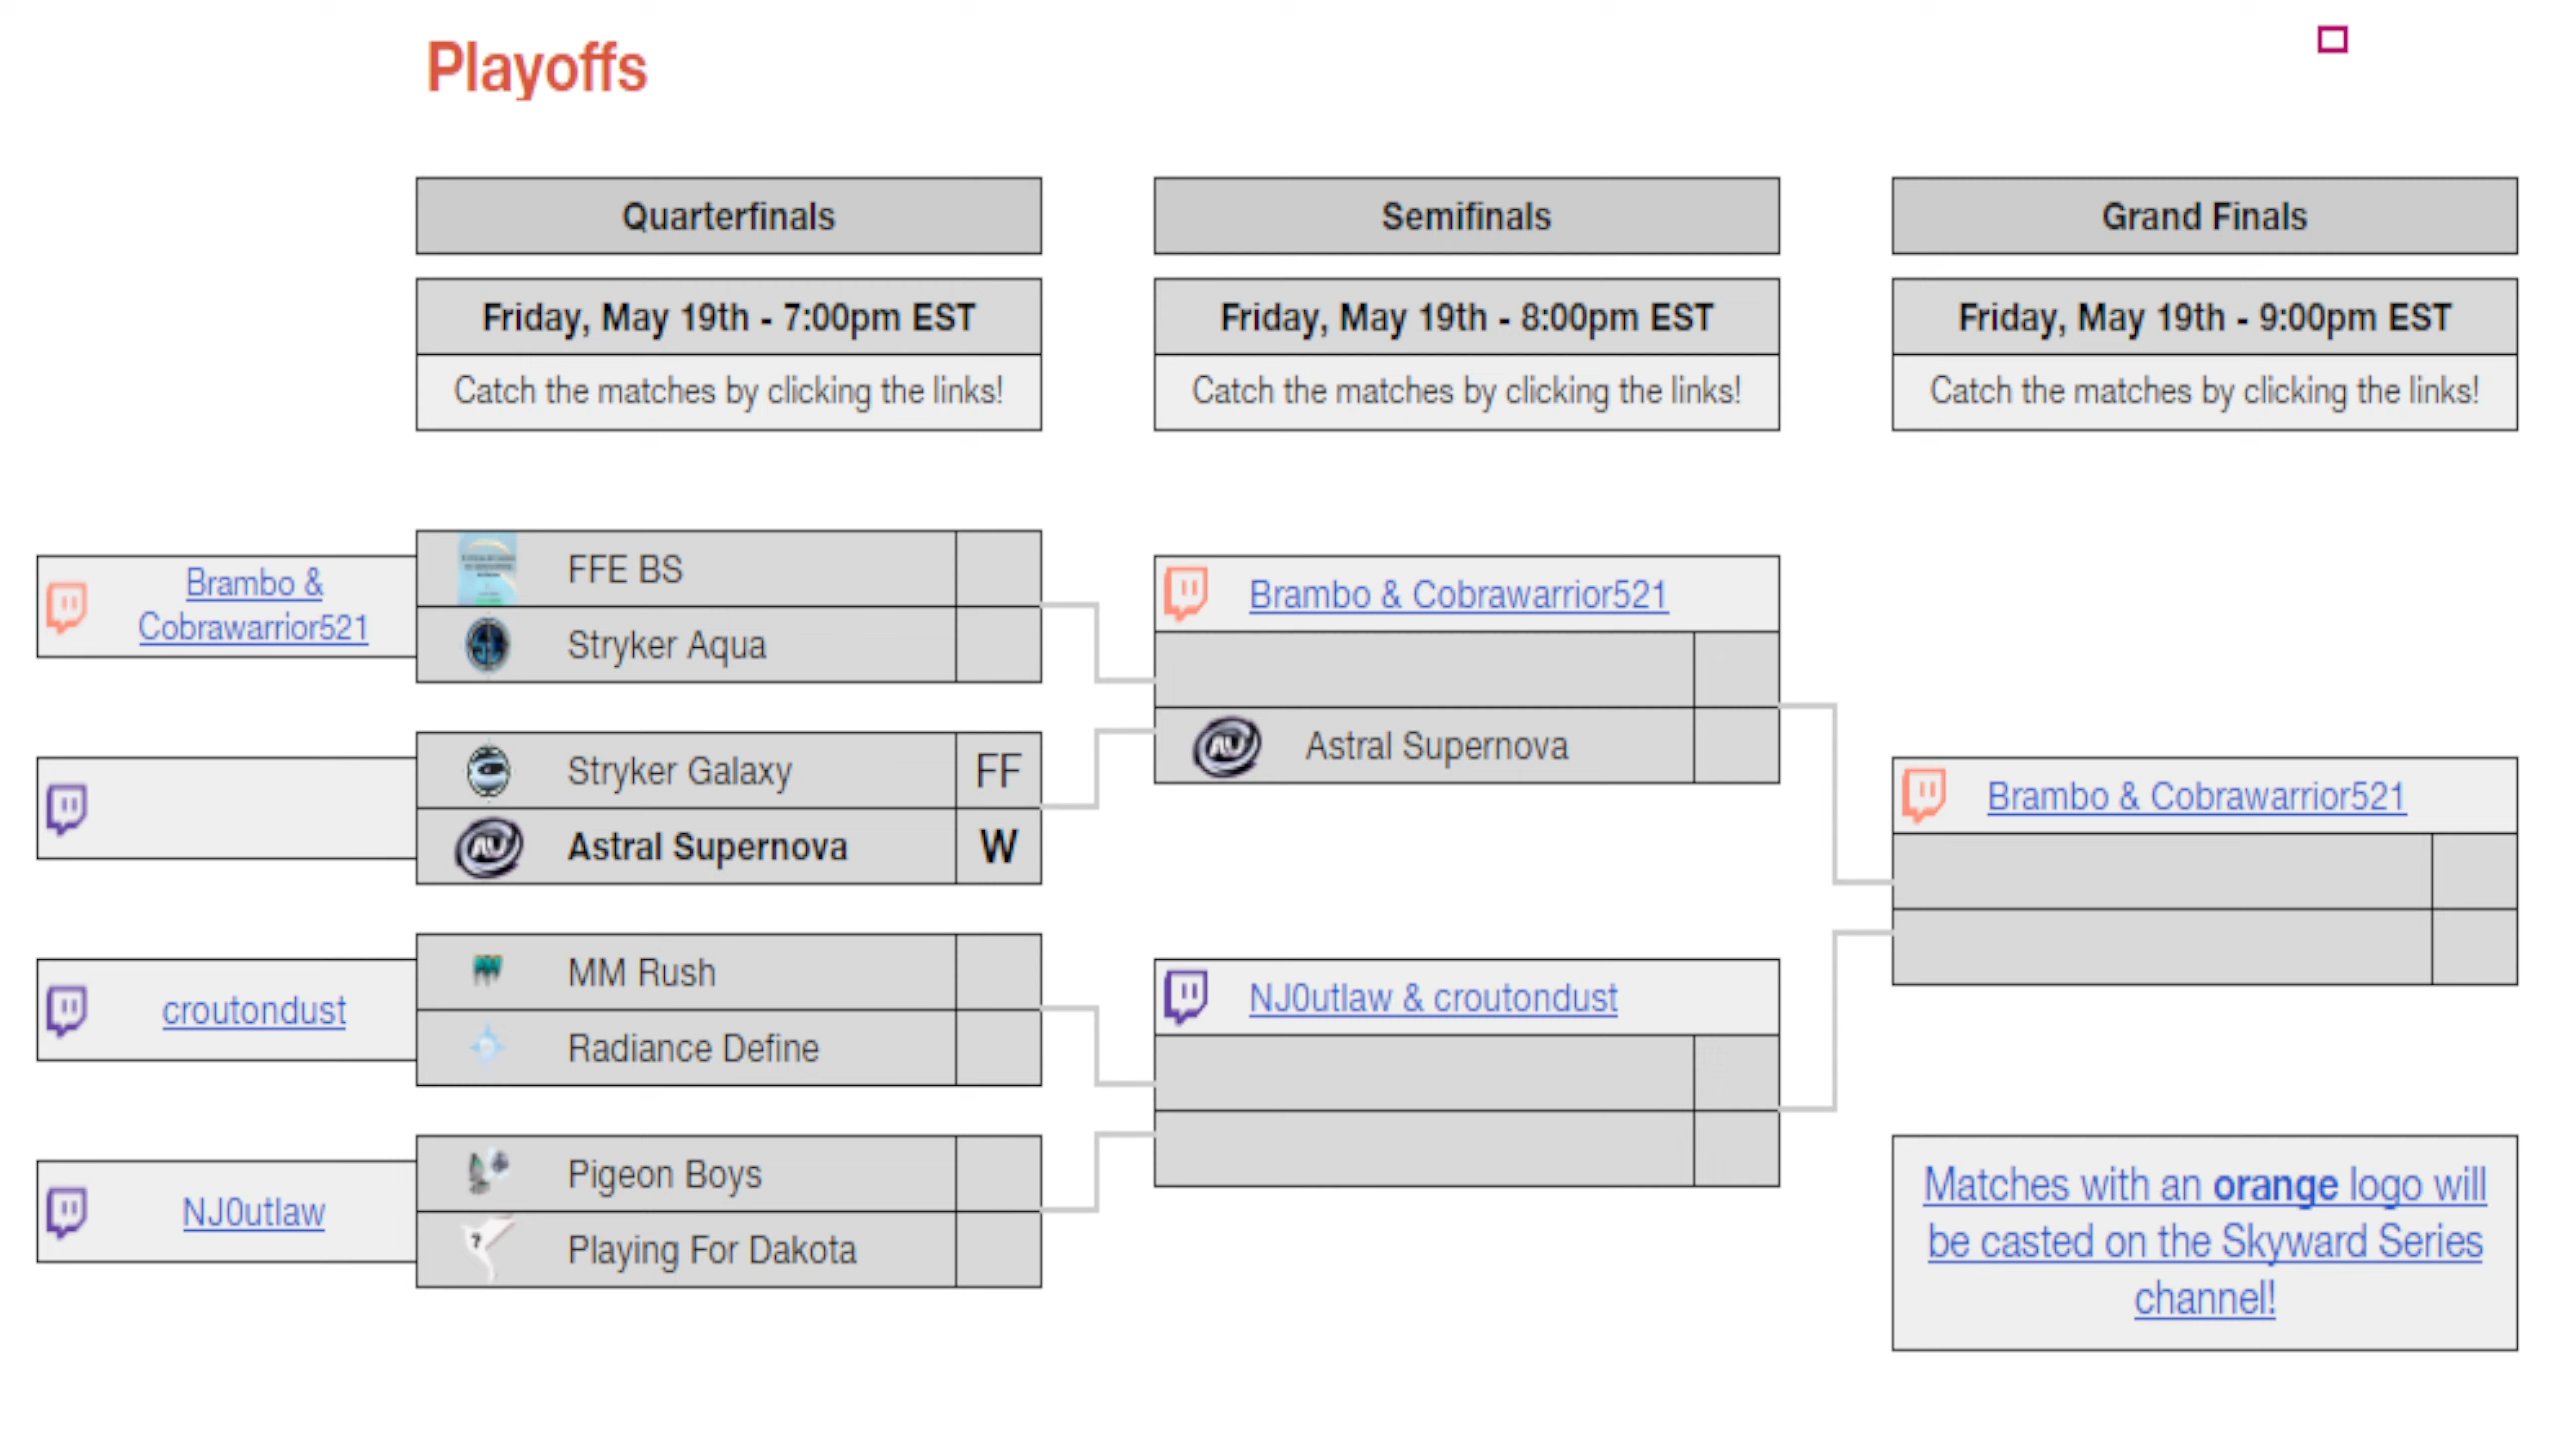 Playoffs
Quarterfinals
Semifinals
Grand Finals
Friday, May 19th - 7:00pm EST
Friday, May 19th - 8:00pm EST
Friday, May 19th - 9:00pm EST
Catch the matches by clicking the links!
Catch the matches by clicking the links!
Catch the matches by clicking the links!
Brambo &
Cobrawarrior521
FFE BS
Stryker Aqua
Stryker Galaxy FF
Astral Supernova W
croutondust
MM Rush
Radiance Define
NJ0utlaw
Pigeon Boys
Playing For Dakota
Brambo & Cobrawarrior521
Astral Supernova
NJ0utlaw & croutondust
Brambo & Cobrawarrior521
Matches with an orange logo will
be casted on the Skyward Series
channel!